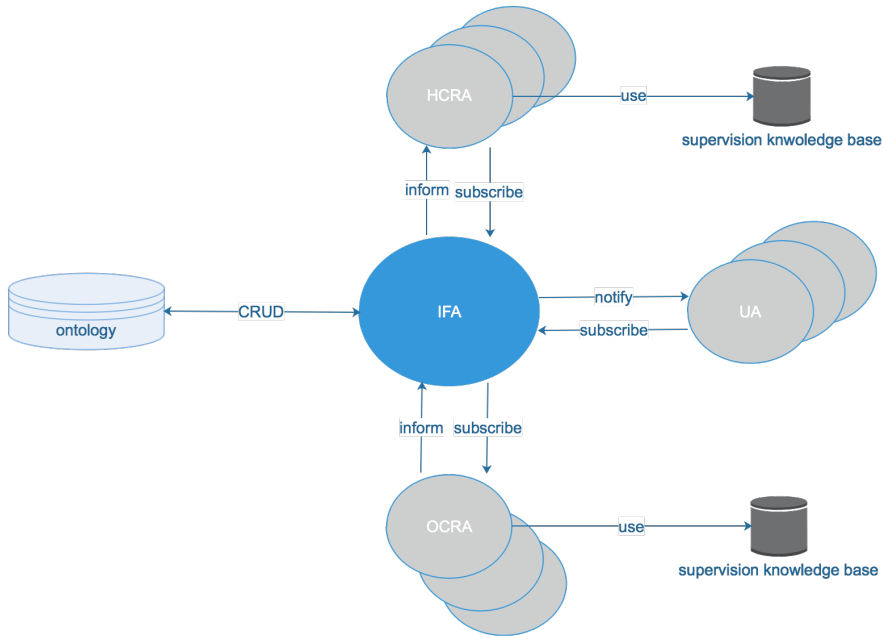 HCRA
use
supervision knwoledge base
inform
subscribe
ontology
CRUD
IFA
notify
subscribe
UA
inform
subscribe
OCRA
use
supervision knowledge base